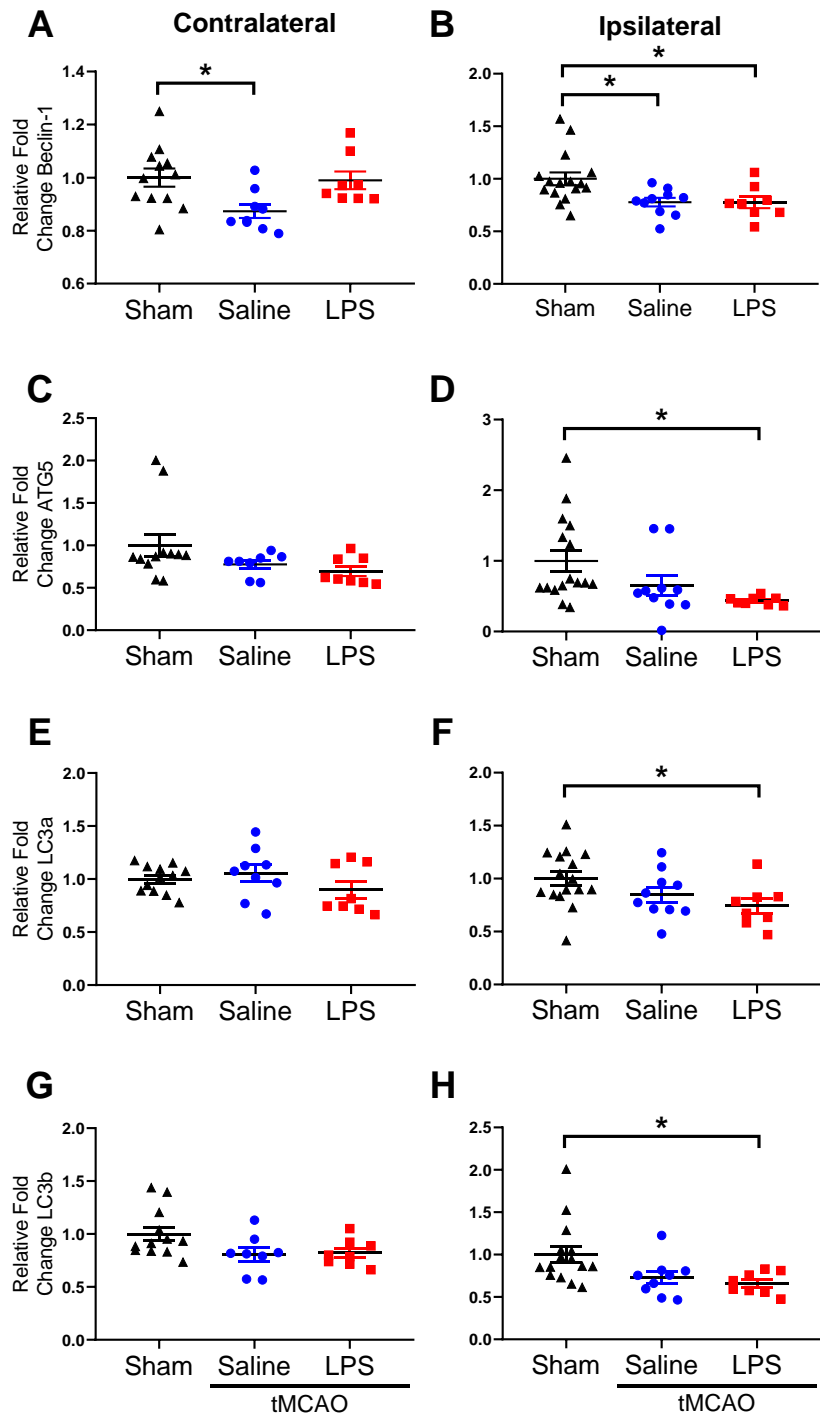 A
Contralateral
B
Ipsilateral
Relative Fold
Change Beclin-1
1.4
1.2
1.0
0.8
0.6
*
Sham
Saline
LPS
2.0
1.5
1.0
0.5
0.0
*
*
Sham
Saline
LPS
C
Relative Fold
Change ATG5
2.5
2.0
1.5
1.0
0.5
0.0
Sham
Saline
LPS
D
3
2
1
0
*
Sham
Saline
LPS
E
Relative Fold
Change LC3a
2.0
1.5
1.0
0.5
0.0
Sham
Saline
LPS
F
2.0
1.5
1.0
0.5
0.0
*
Sham
Saline
LPS
G
Relative Fold
Change LC3b
2.0
1.5
1.0
0.5
0.0
Sham
Saline
LPS
tMCAO
H
2.5
2.0
1.5
1.0
0.5
0.0
*
Sham
Saline
LPS
tMCAO